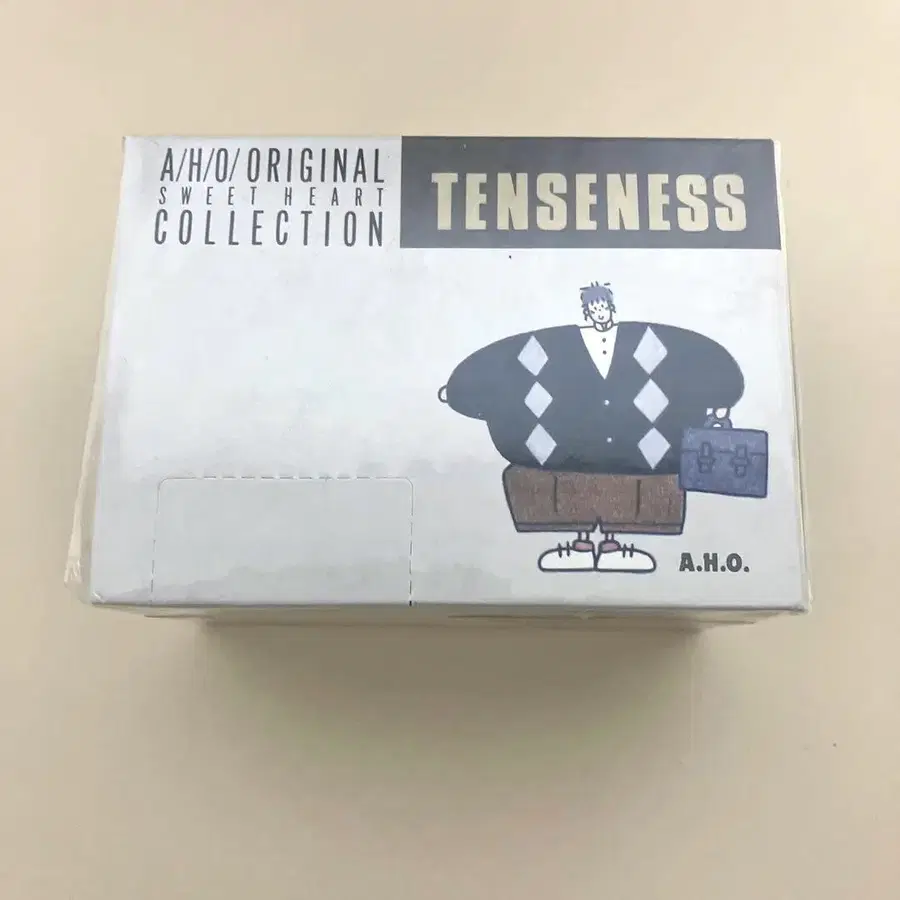 A/H/O/ORIGINAL
SWEET HEART
COLLECTION
TENSENESS
A.H.O.